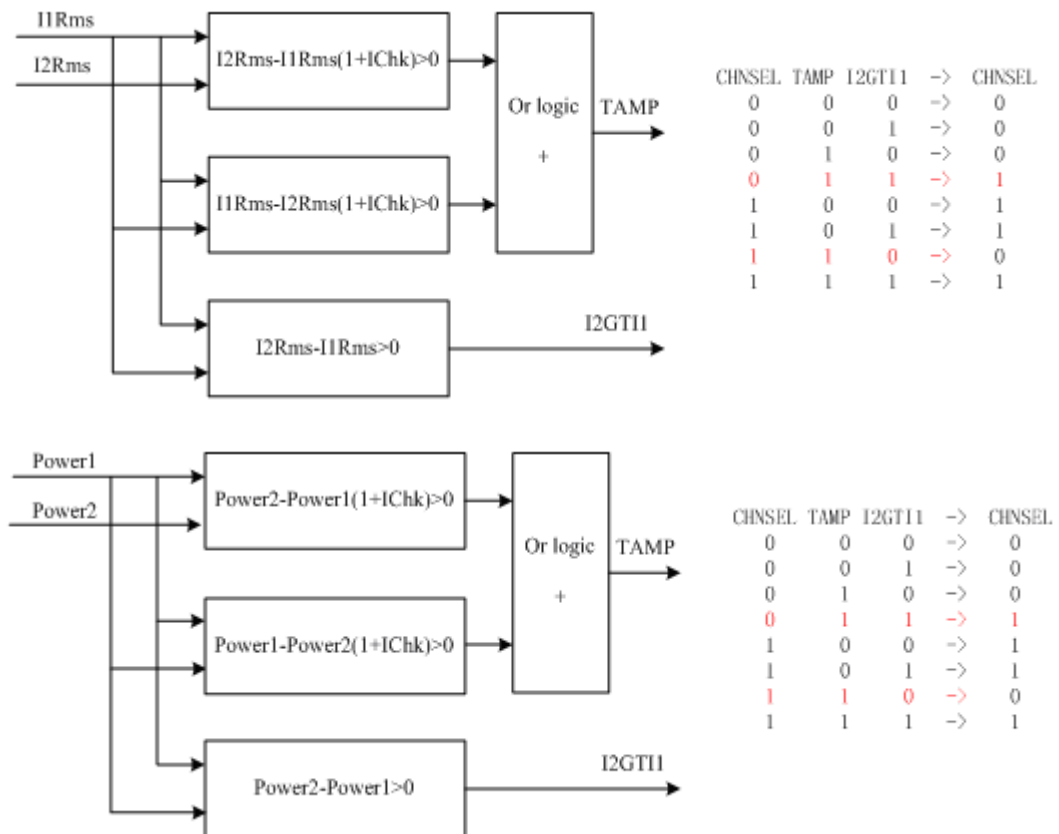 I1Rms
I2Rms
I2Rms-I1Rms(1+IChk)>0
I1Rms-I2Rms(1+IChk)>0
I2Rms-I1Rms>0
Or logic
+
TAMP
I2GTI1
CHNSEL TAMP I2GTI1 -> CHNSEL
0 0 0 -> 0
0 0 1 -> 0
0 1 0 -> 0
0 1 1 -> 1
1 0 0 -> 1
1 0 1 -> 1
1 1 0 -> 0
1 1 1 -> 1
Power1
Power2
Power2-Power1(1+IChk)>0
Power1-Power2(1+IChk)>0
Power2-Power1>0
Or logic
+
TAMP
I2GTI1
CHNSEL TAMP I2GTI1 -> CHNSEL
0 0 0 -> 0
0 0 1 -> 0
0 1 0 -> 0
0 1 1 -> 1
1 0 0 -> 1
1 0 1 -> 1
1 1 0 -> 0
1 1 1 -> 1